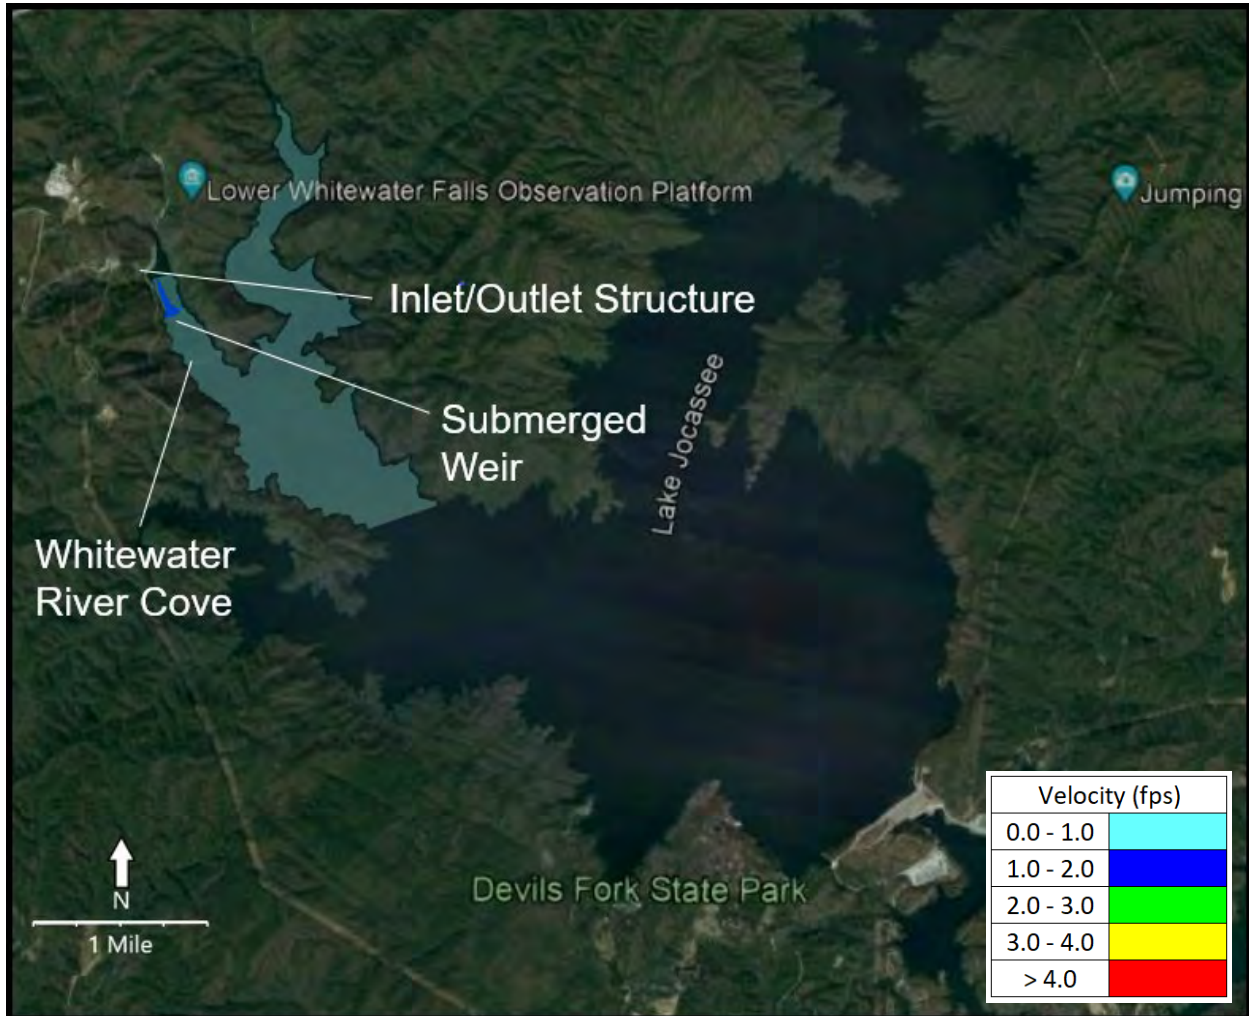 Lower Whitewater Falls Observation Platform
Jumping
Inlet/Outlet Structure
Lake Jocassee
Submerged
Weir
Whitewater
River Cove
Devils Fork State Park
N
1 Mile
Velocity (fps)
0.0 - 1.0
1.0 - 2.0
2.0 - 3.0
3.0 - 4.0
> 4.0